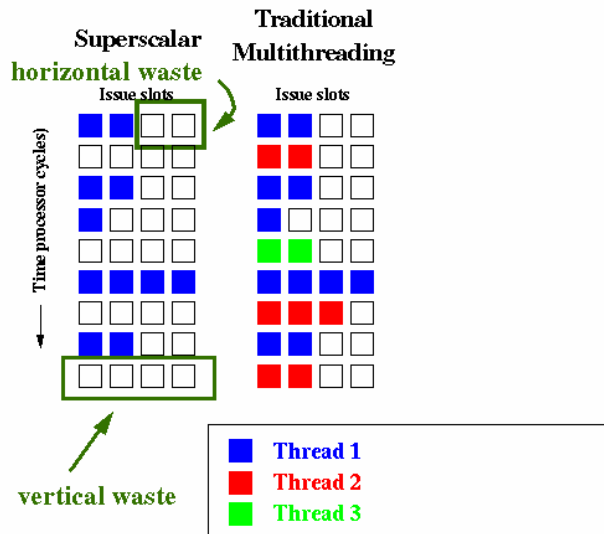 Superscalar
horizontal waste
Issue slots
Traditional
Multithreading
Issue slots
Time processor cycles)
vertical waste
Thread 1
Thread 2
Thread 3